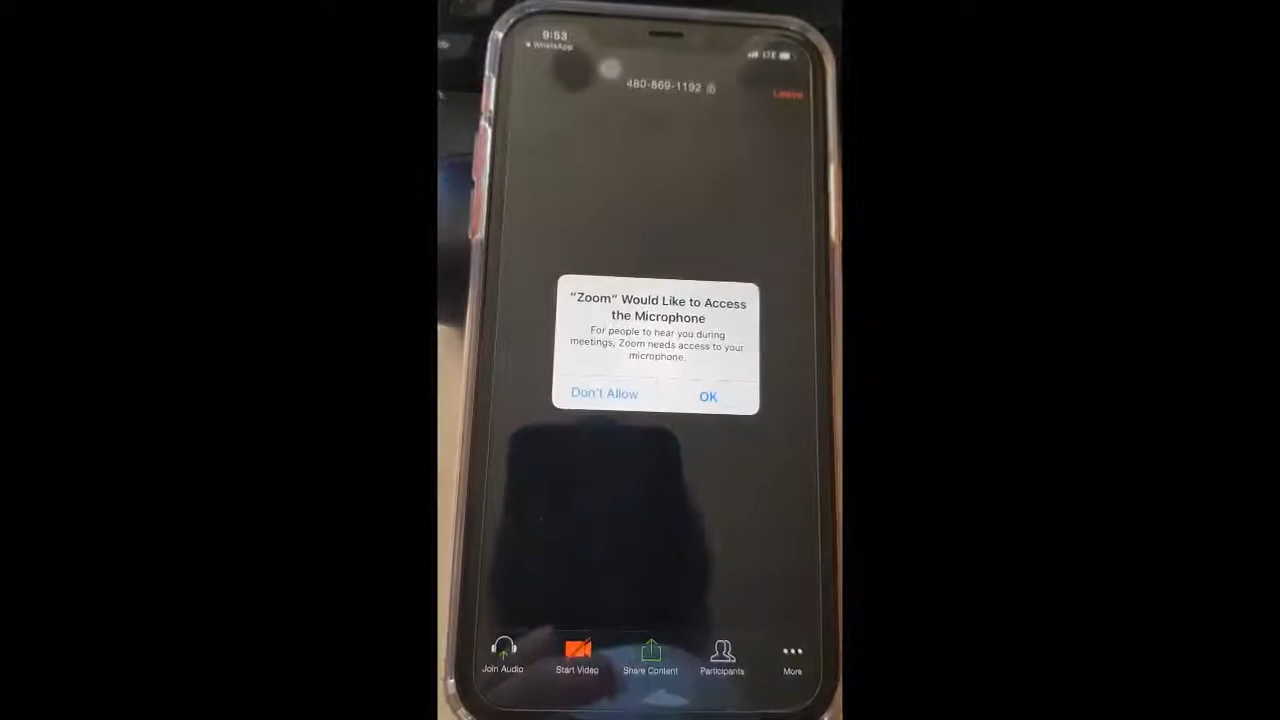 9:53
WhatsApp
LTE
480-869-1192
Leave
"Zoom" Would Like to Access
the Microphone
For people to hear you during
meetings, Zoom needs access to your
microphone.
Don't Allow
OK
Join Audio
Start Video
Share Content
Participants
More